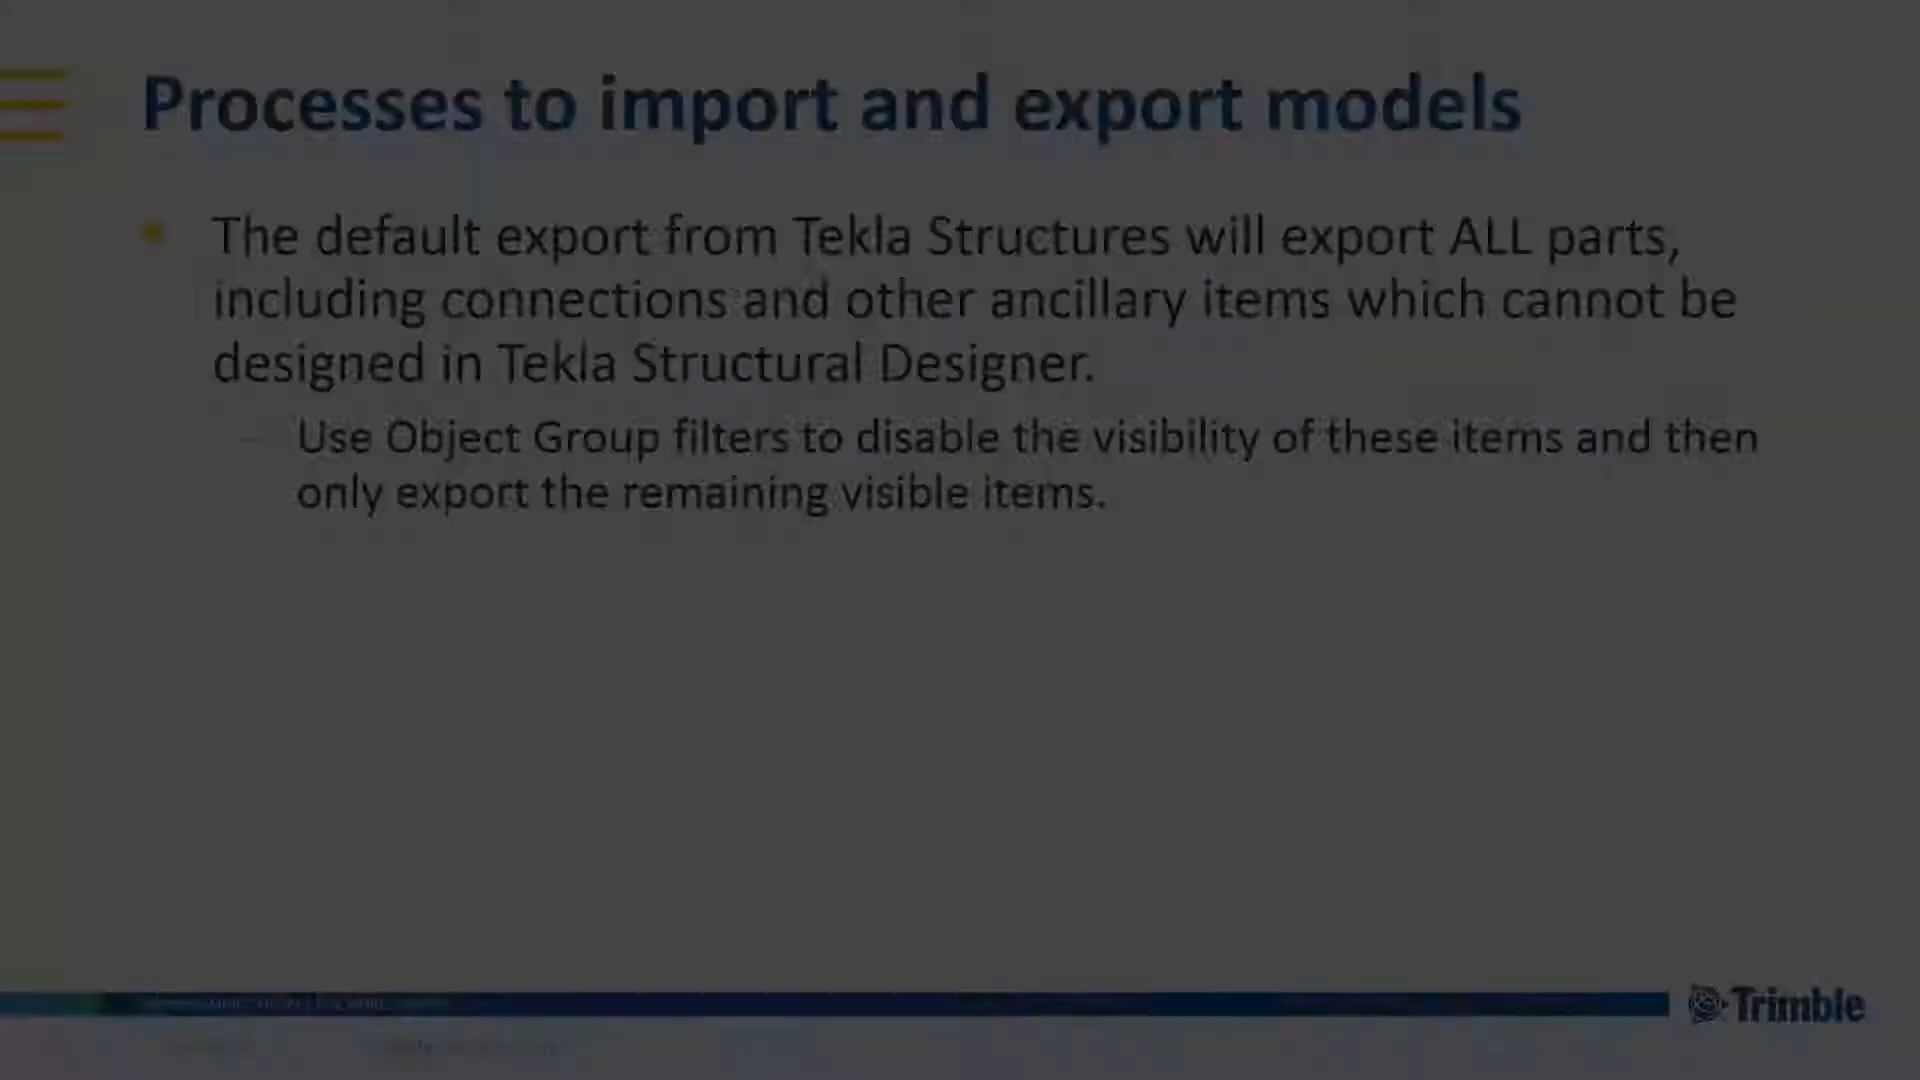 Processes to import and export models
The default export from Tekla Structures will export ALL parts,
including connections and other ancillary items which cannot be
designed in Tekla Structural Designer.
Use Object Group filters to disable the visibility of these items and then
only export the remaining visible items.
Trimble